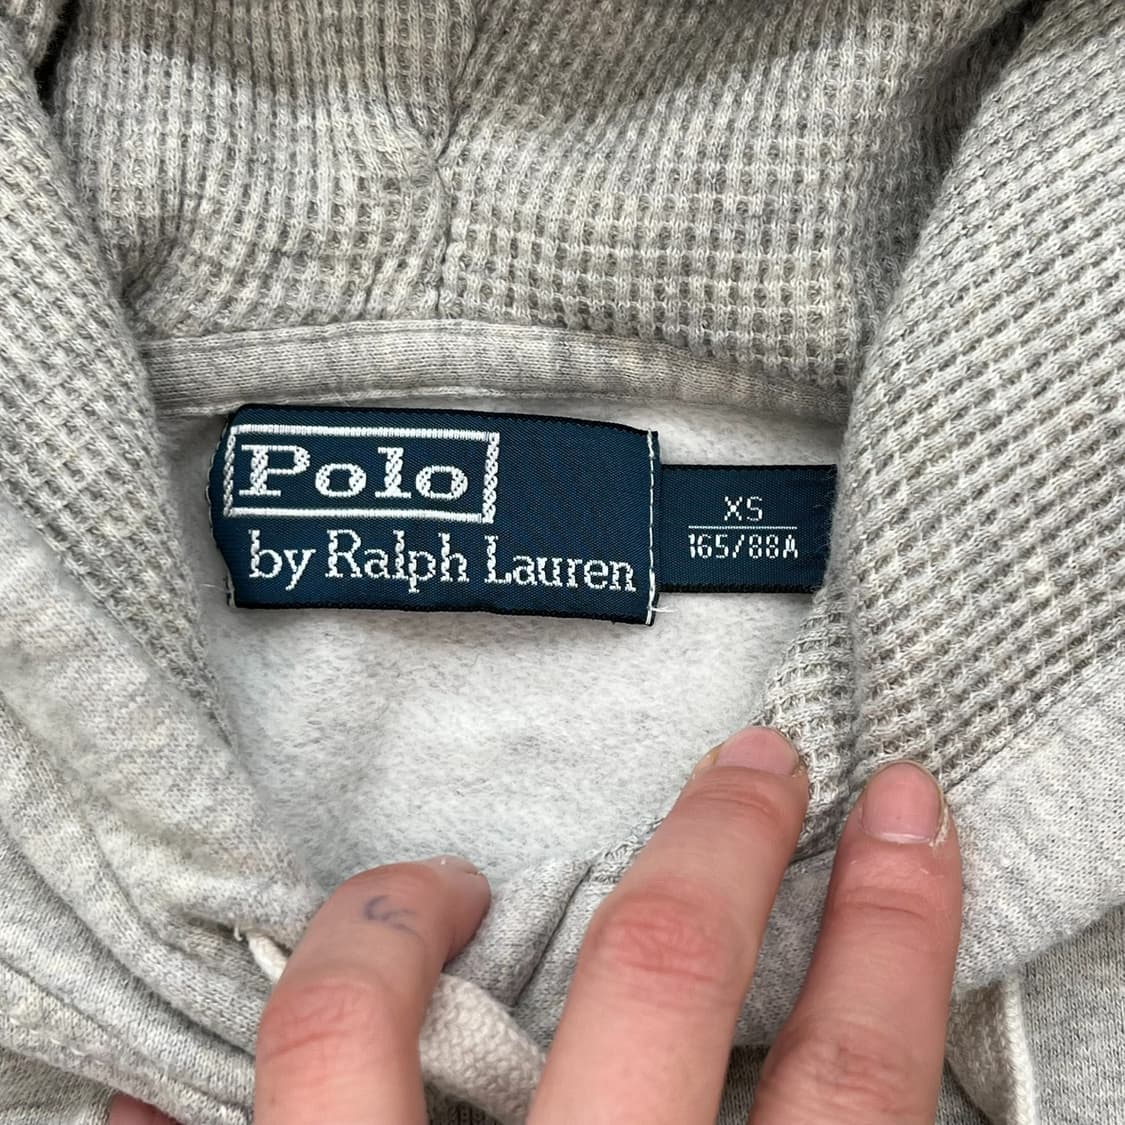 Polo
by Ralph Lauren
XS
165/88A